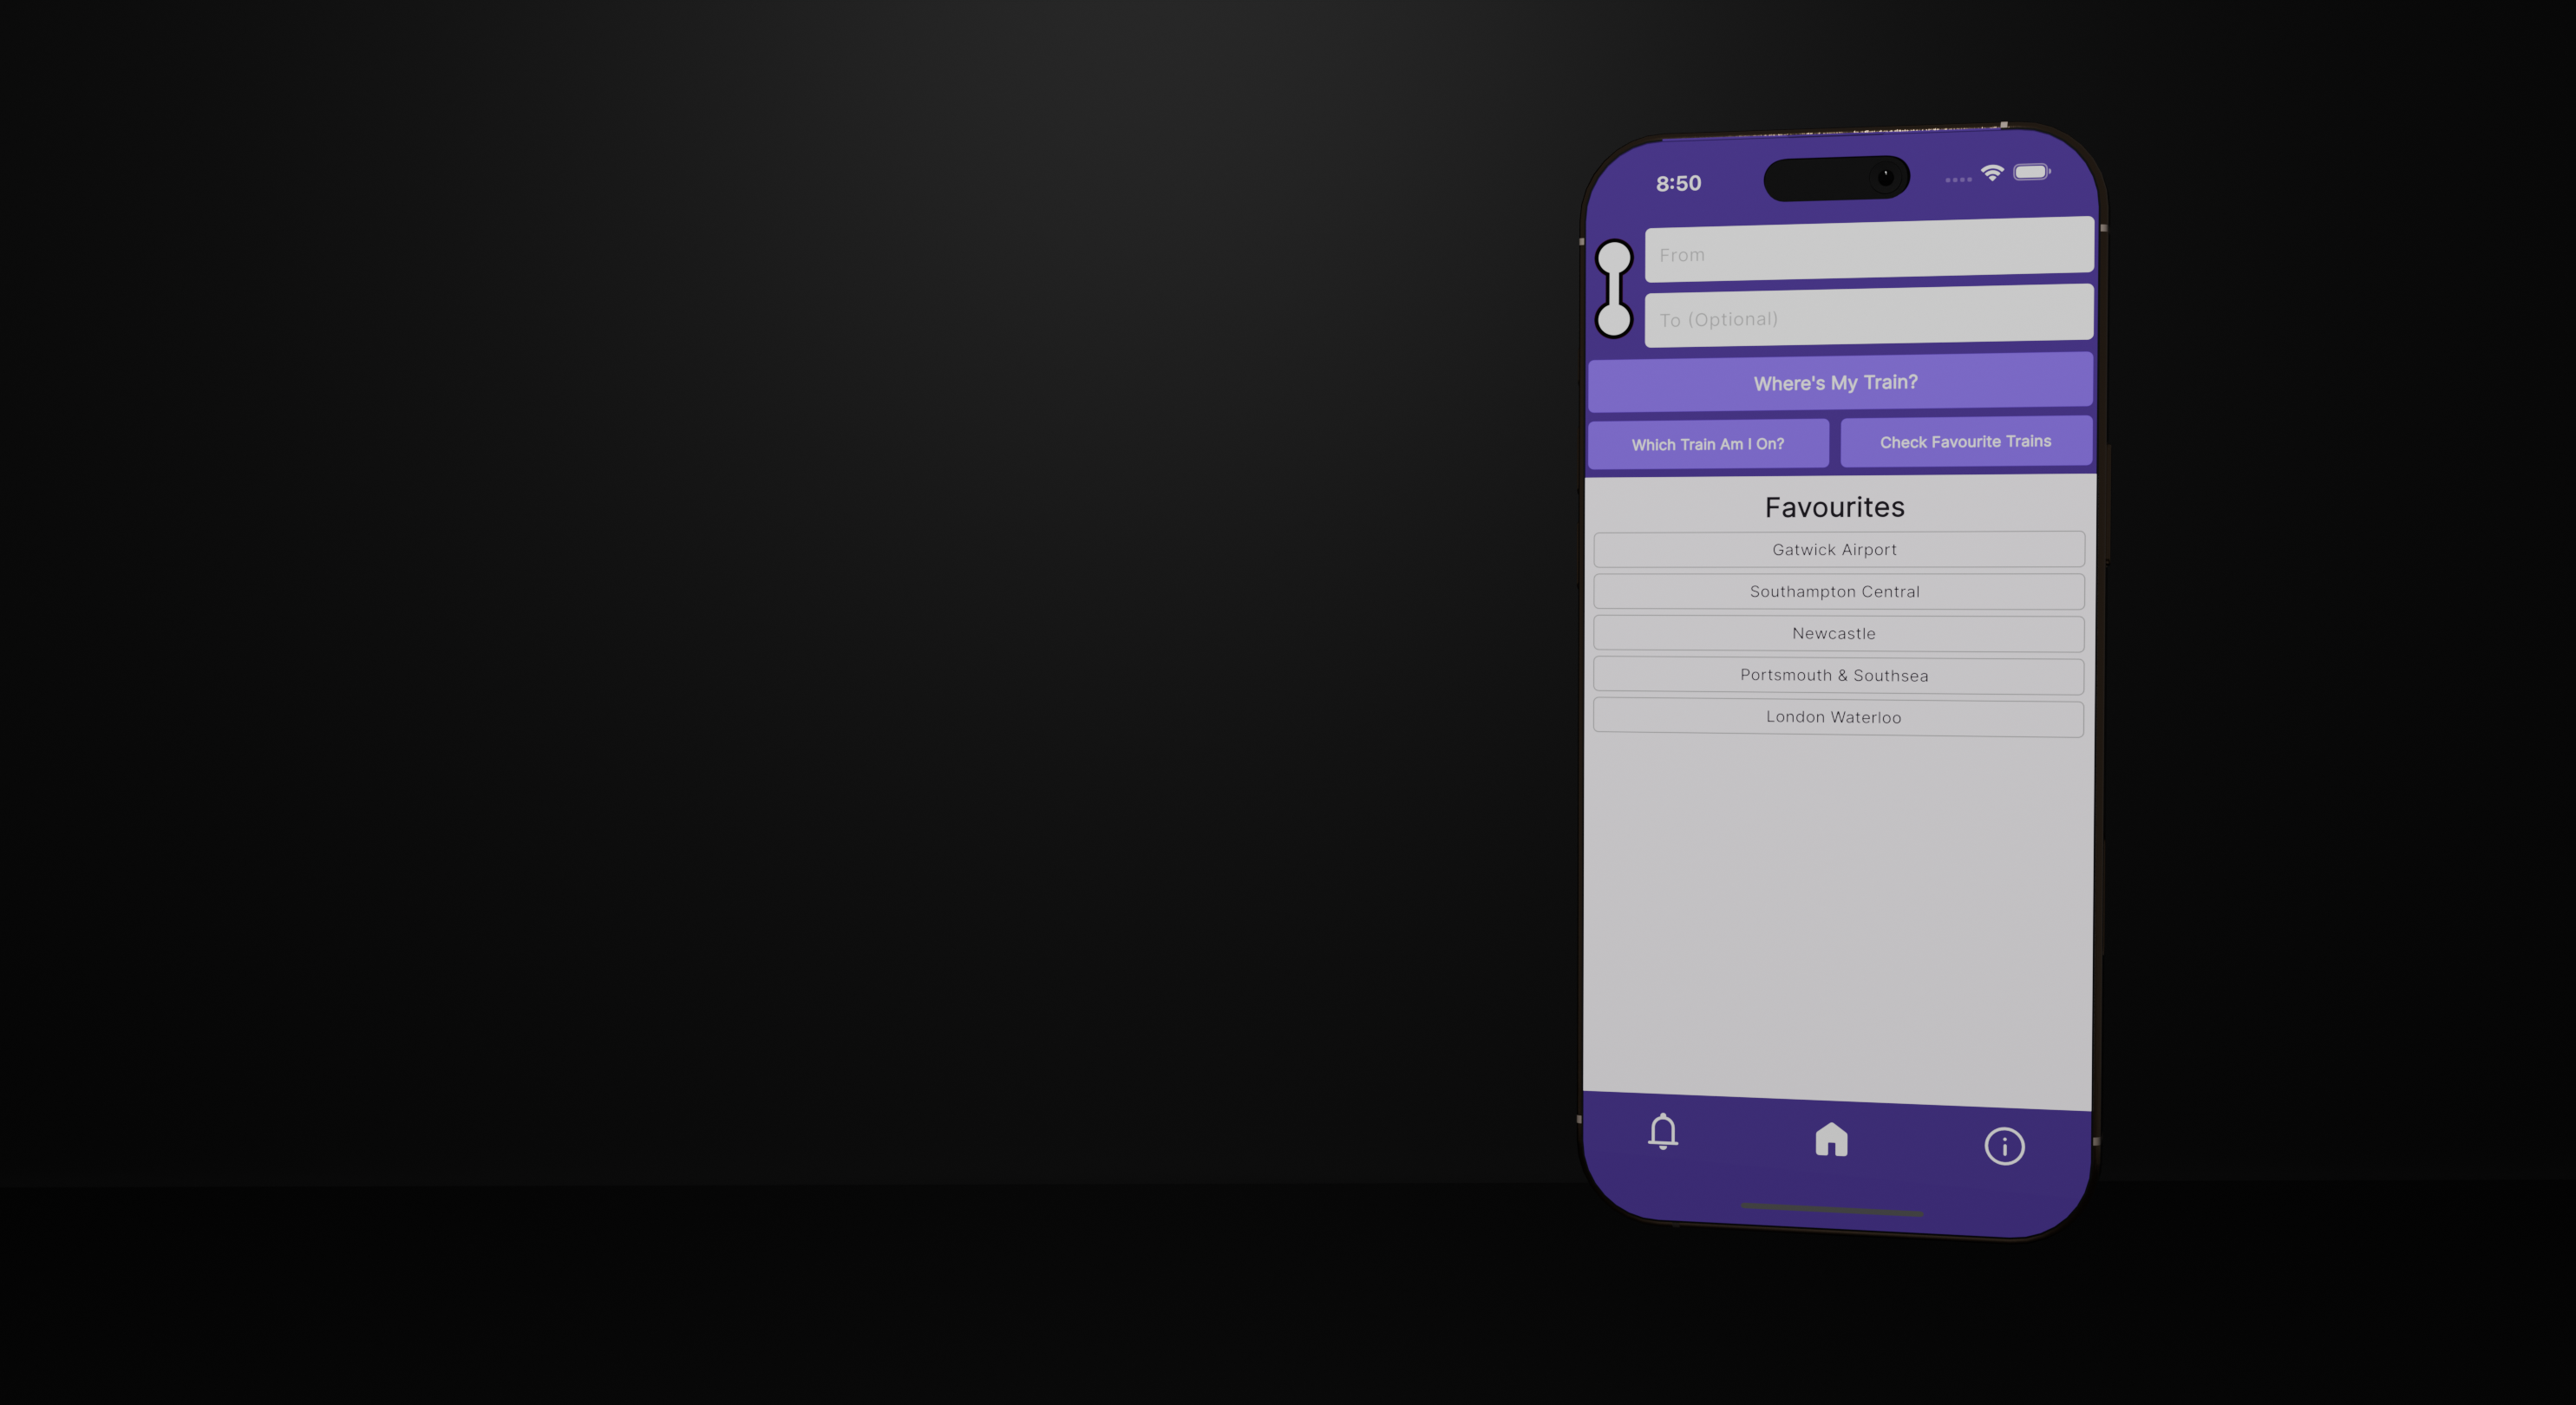 8:50
From
To (Optional)
Where's My Train?
Which Train Am I On?
Check Favourite Trains
Favourites
Gatwick Airport
Southampton Central
Newcastle
Portsmouth & Southsea
London Waterloo